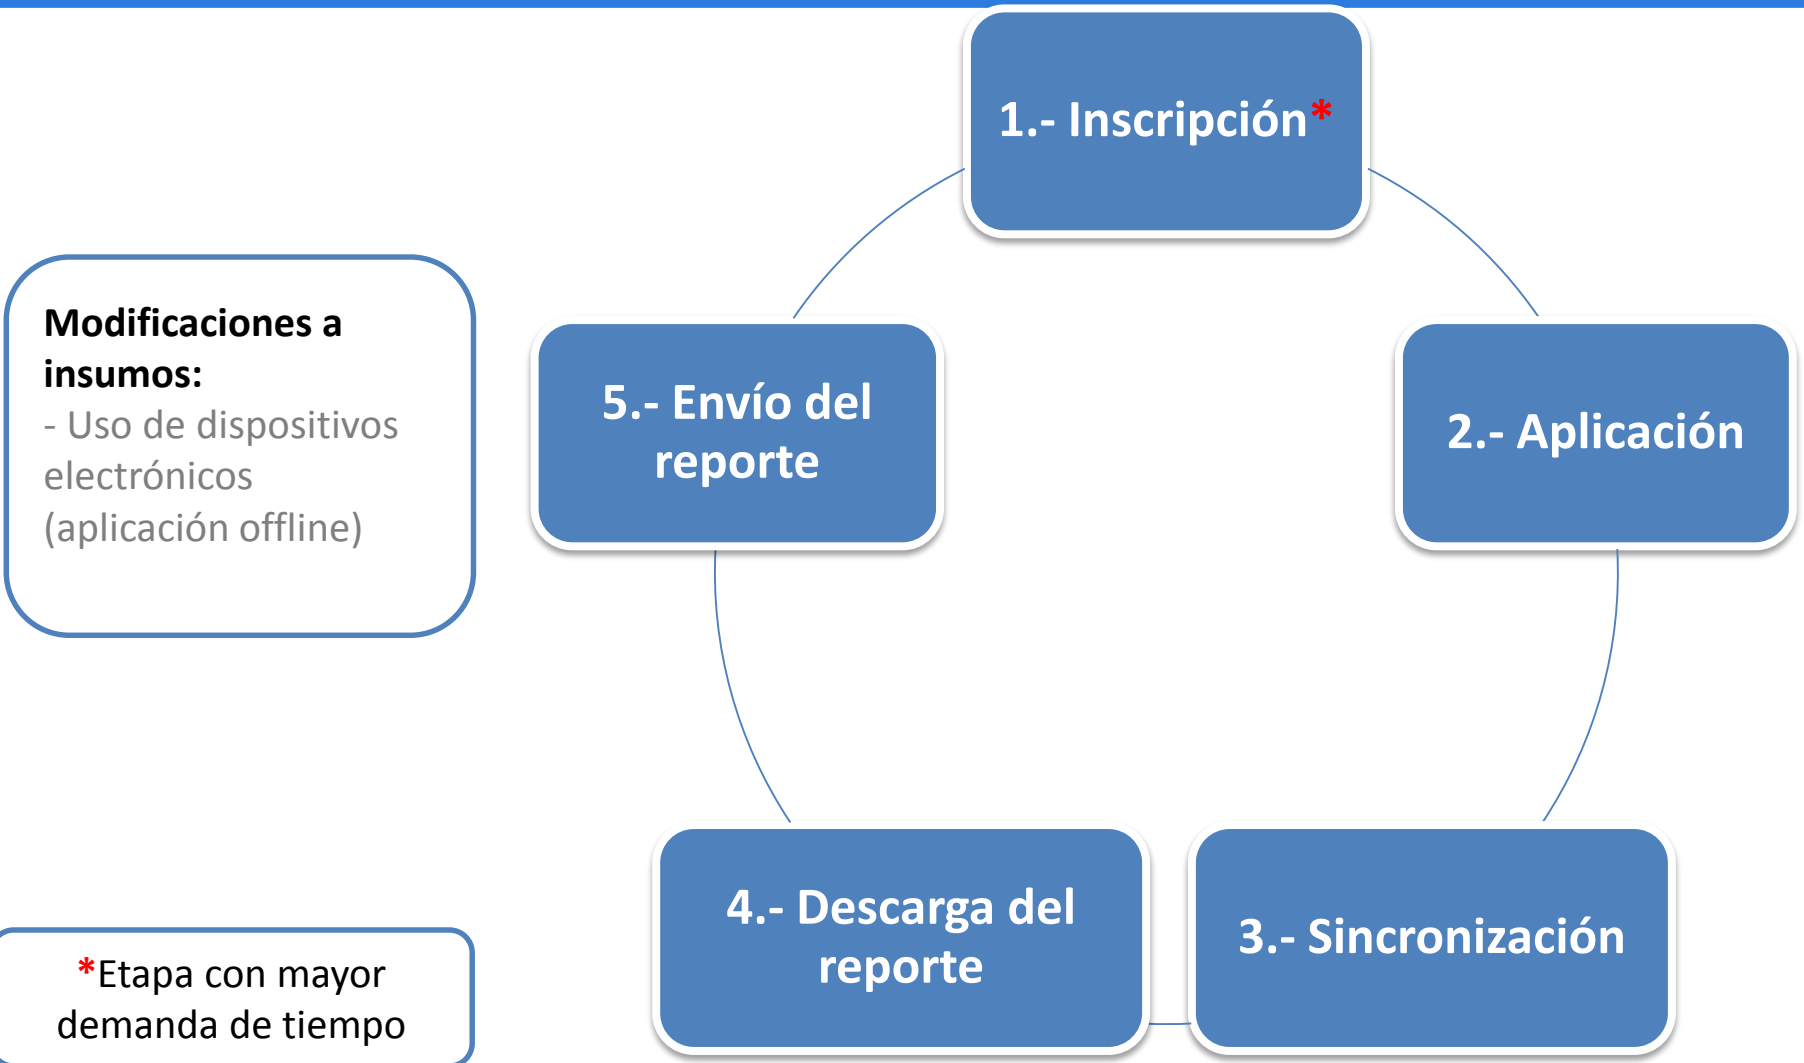 1.- Inscripción*
Modificaciones a
insumos:
- Uso de dispositivos
electrónicos
(aplicación offline)
5.- Envío del
reporte
2.- Aplicación
4.- Descarga del
reporte
3.- Sincronización
*Etapa con mayor
demanda de tiempo